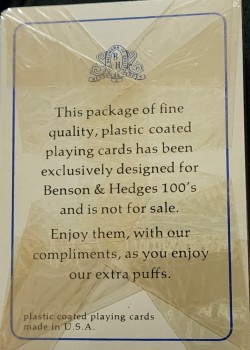 B H
This package of fine
quality, plastic coated
playing cards has been
exclusively designed for
Benson & Hedges 100's
and is not for sale.
Enjoy them, with our
compliments, as you enjoy
our extra puffs.
plastic coated playing cards
made in U.S.A.